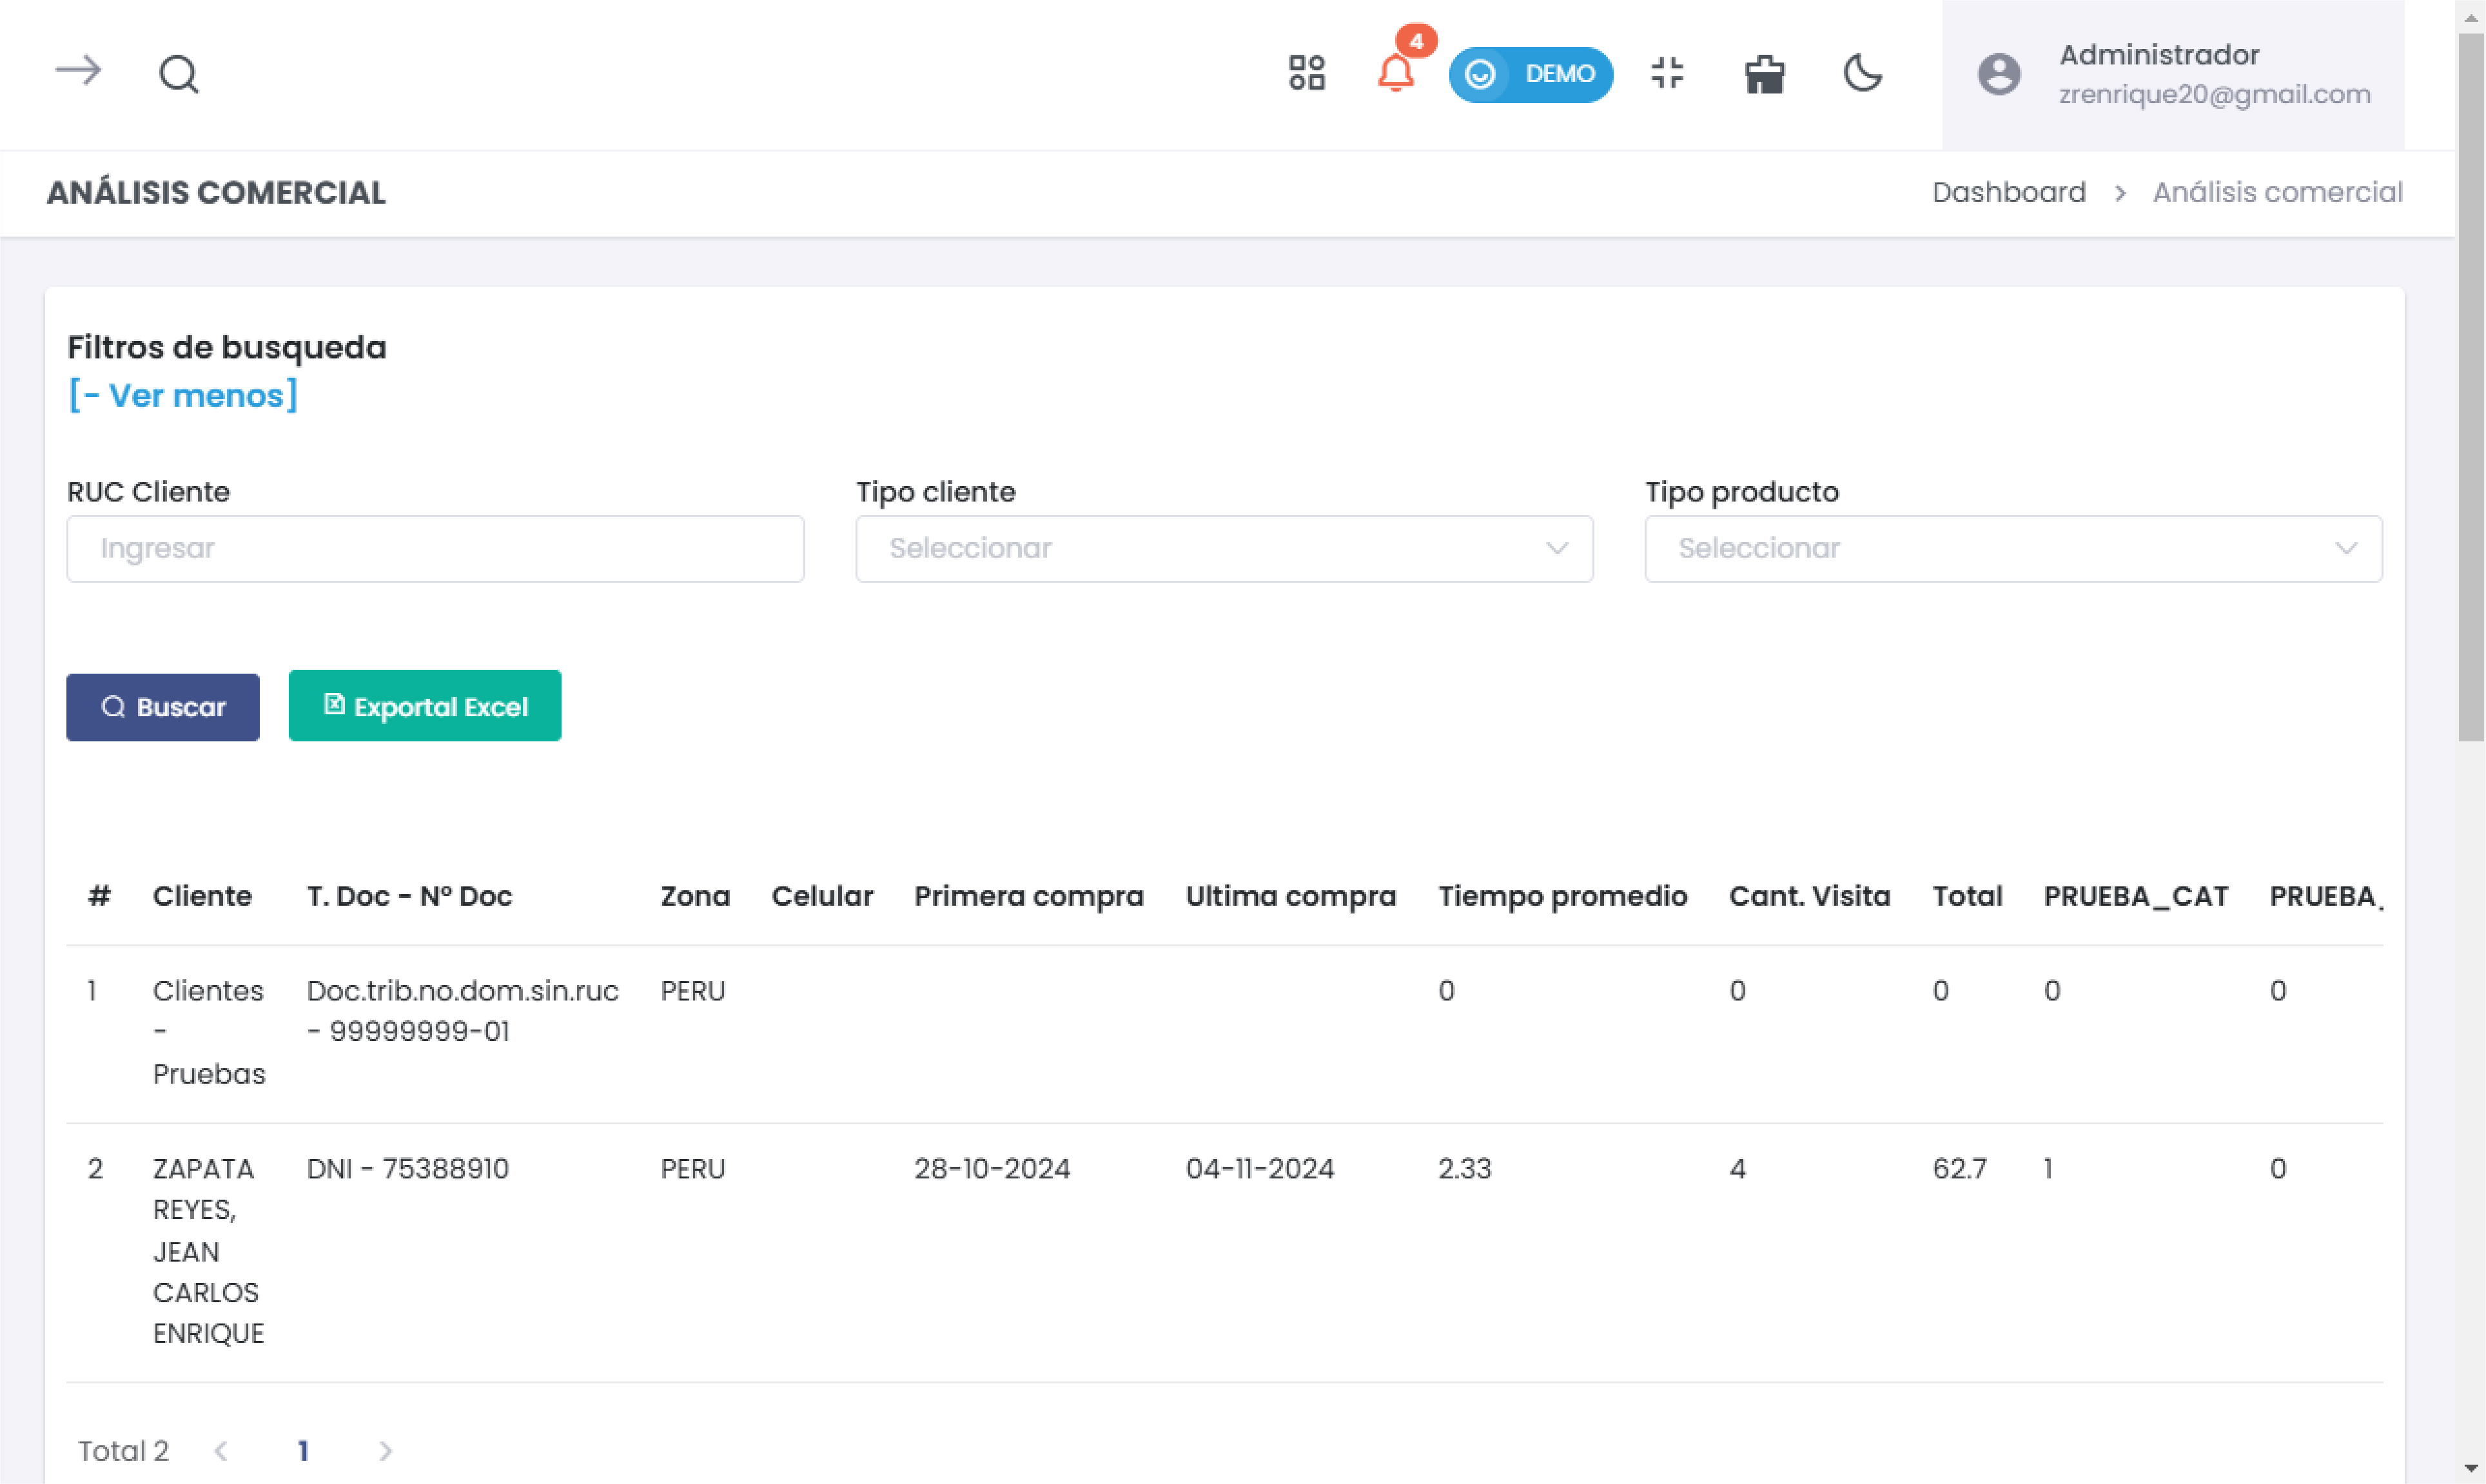 4
DEMO
Administrador
zrenrique20@gmail.com
ANÁLISIS COMERCIAL
Dashboard > Análisis comercial
Filtros de busqueda
[- Ver menos]
RUC Cliente Tipo cliente Tipo producto
Ingresar Seleccionar Seleccionar
Buscar Exportal Excel
# Cliente T. Doc - N° Doc Zona Celular Primera compra Ultima compra Tiempo promedio Cant. Visita Total PRUEBA_CAT PRUEBA_
1 Clientes Doc.trib.no.dom.sin.ruc PERU 0 0 0 0 0
- - 99999999-01
Pruebas
2 ZAPATA DNI - 75388910 PERU 28-10-2024 04-11-2024 2.33 4 62.7 1 0
REYES,
JEAN
CARLOS
ENRIQUE
Total 2 < 1 >